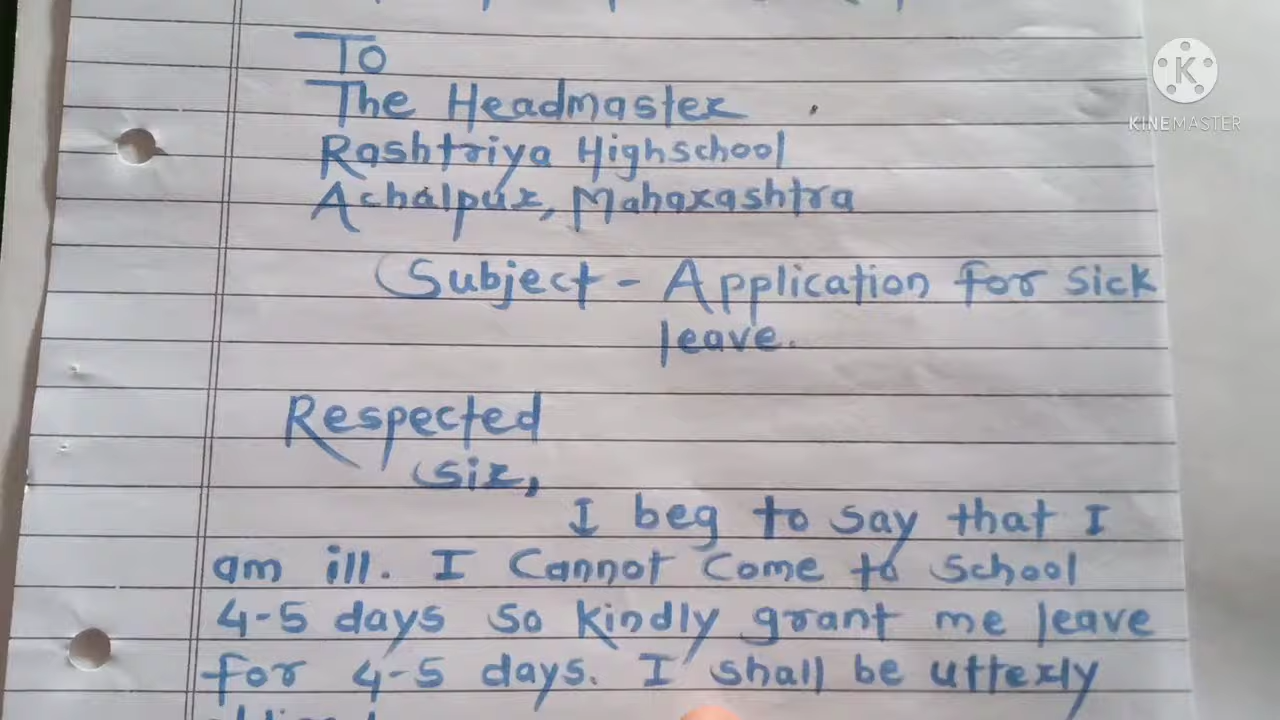 To
The Headmaster
Rashtriya Highschool
Achalpur, Maharashtra
Subject - Application for Sick
leave.
Respected
Sir,
I beg to say that I
am ill. I Cannot Come to School
4-5 days So Kindly grant me leave
for 4-5 days. I shall be utterly
K
KINEMASTER